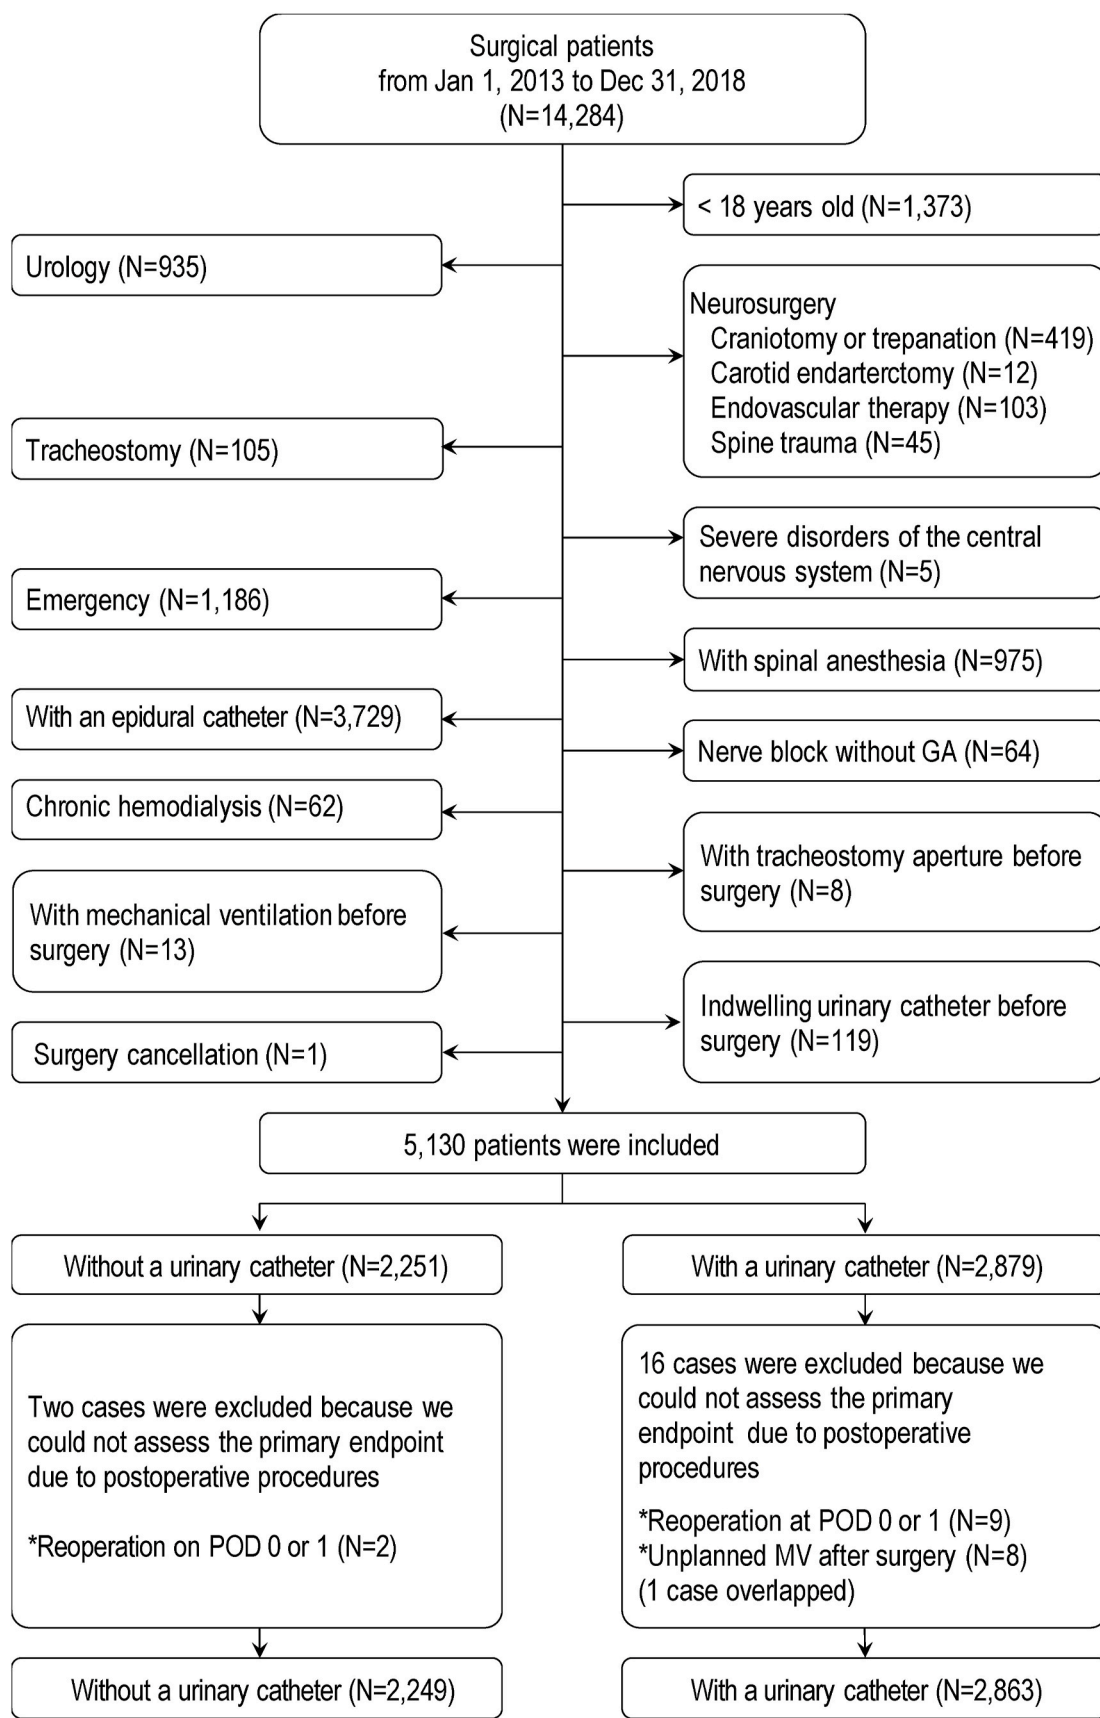 Surgical patients
from Jan 1, 2013 to Dec 31, 2018
(N=14,284)
< 18 years old (N=1,373)
Urology (N=935)
Neurosurgery
Craniotomy or trepanation (N=419)
Carotid endarterctomy (N=12)
Endovascular therapy (N=103)
Spine trauma (N=45)
Tracheostomy (N=105)
Severe disorders of the central
nervous system (N=5)
Emergency (N=1,186)
With spinal anesthesia (N=975)
With an epidural catheter (N=3,729)
Nerve block without GA (N=64)
Chronic hemodialysis (N=62)
With tracheostomy aperture before
surgery (N=8)
With mechanical ventilation before
surgery (N=13)
Indwelling urinary catheter before
surgery (N=119)
Surgery cancellation (N=1)
5,130 patients were included
Without a urinary catheter (N=2,251)
With a urinary catheter (N=2,879)
Two cases were excluded because we
could not assess the primary endpoint
due to postoperative procedures
*Reoperation on POD 0 or 1 (N=2)
16 cases were excluded because we
could not assess the primary
endpoint due to postoperative
procedures
*Reoperation at POD 0 or 1 (N=9)
*Unplanned MV after surgery (N=8)
(1 case overlapped)
Without a urinary catheter (N=2,249)
With a urinary catheter (N=2,863)